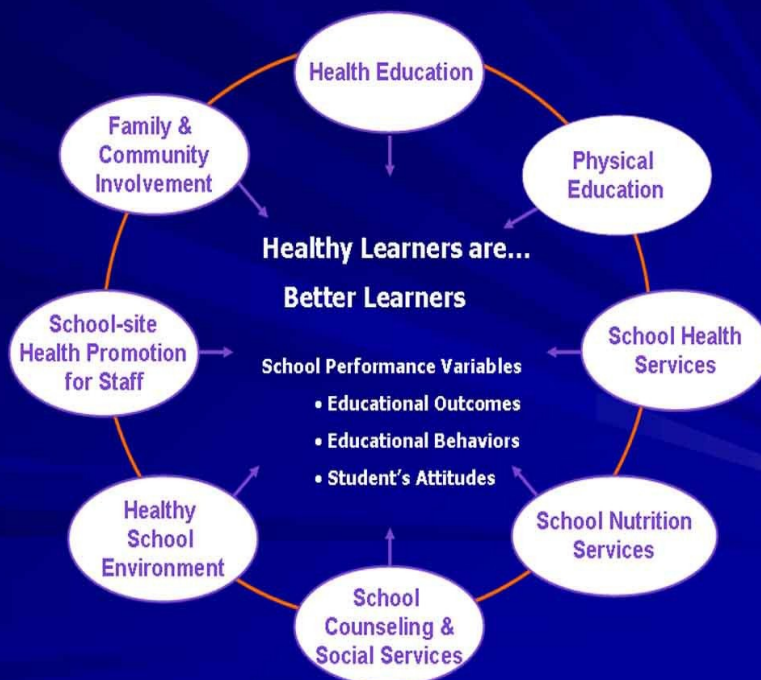 Health Education
Family &
Community
Involvement
Physical
Education
Healthy Learners are...
Better Learners
School-site
Health Promotion
for Staff
School Health
Services
School Performance Variables
• Educational Outcomes
• Educational Behaviors
• Student's Attitudes
Healthy
School
Environment
School Nutrition
Services
School
Counseling &
Social Services